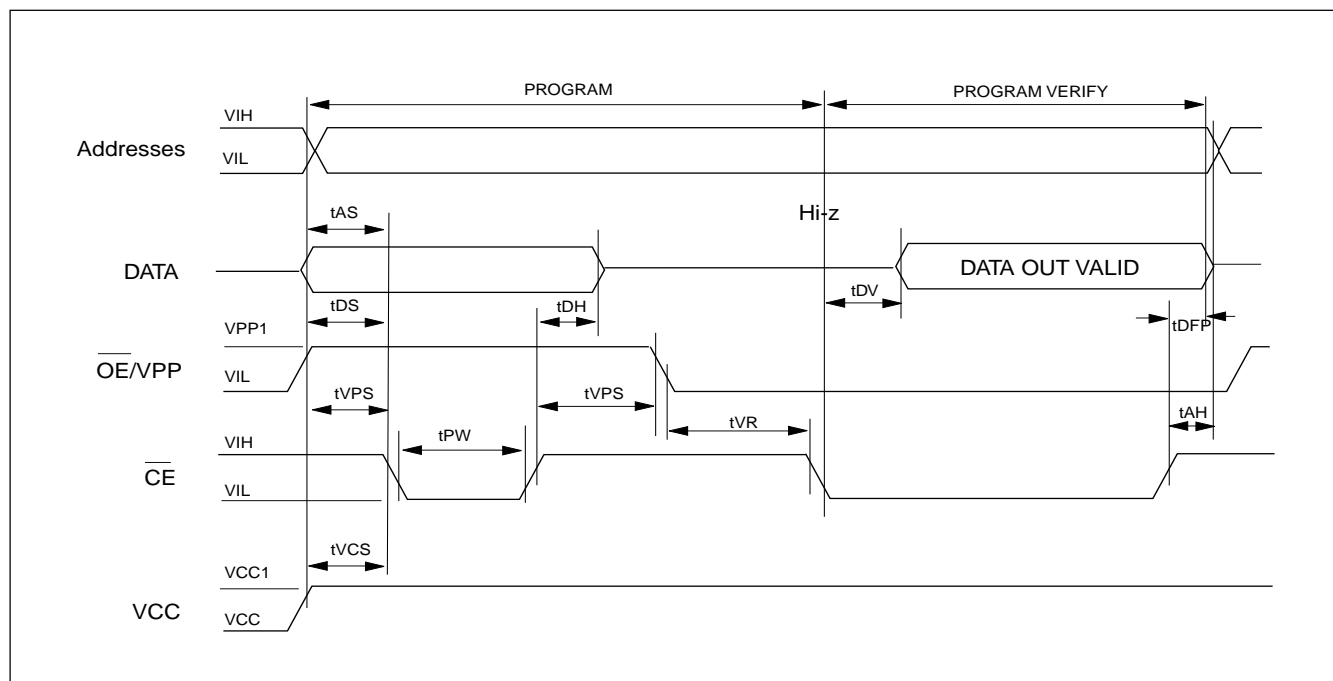 PROGRAM
PROGRAM VERIFY
VIH
Addresses
VIL
tAS
Hi-z
DATA
DATA OUT VALID
tDS
tDH
tDV
tDFP
VPP1
OE/VPP
VIL
tVPS
tVPS
tAH
tVR
tPW
VIH
CE
VIL
tVCS
VCC1
VCC
VCC